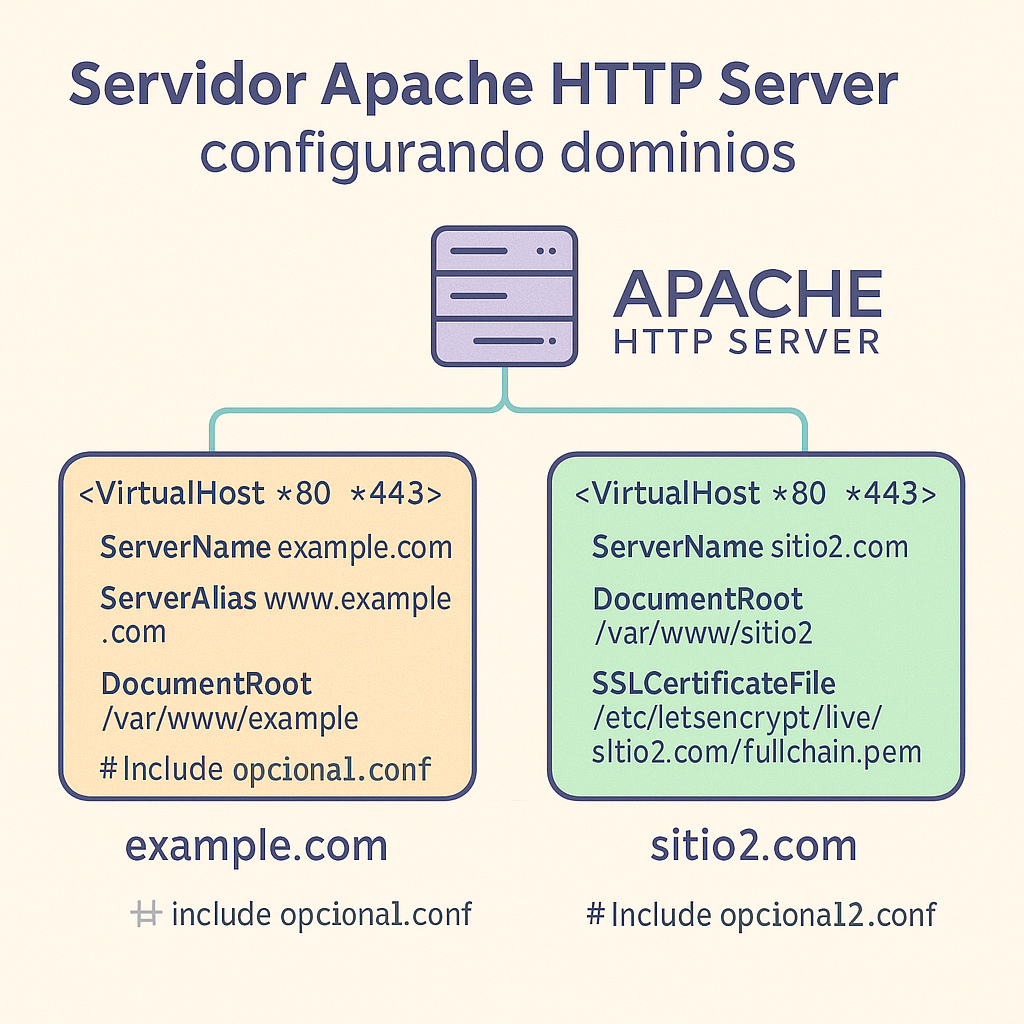 Servidor Apache HTTP Server
configurando dominios
APACHE
HTTP SERVER
<VirtualHost *80 *443>
ServerName example.com
ServerAlias www.example
.com
DocumentRoot
/var/www/example
# Include opcional.conf
example.com
# include opcional.conf
<VirtualHost *80 *443>
ServerName sitio2.com
DocumentRoot
/var/www/sitio2
SSLCertificateFile
/etc/letsencrypt/live/
sltio2.com/fullchain.pem
sitio2.com
# Include opcional2.conf